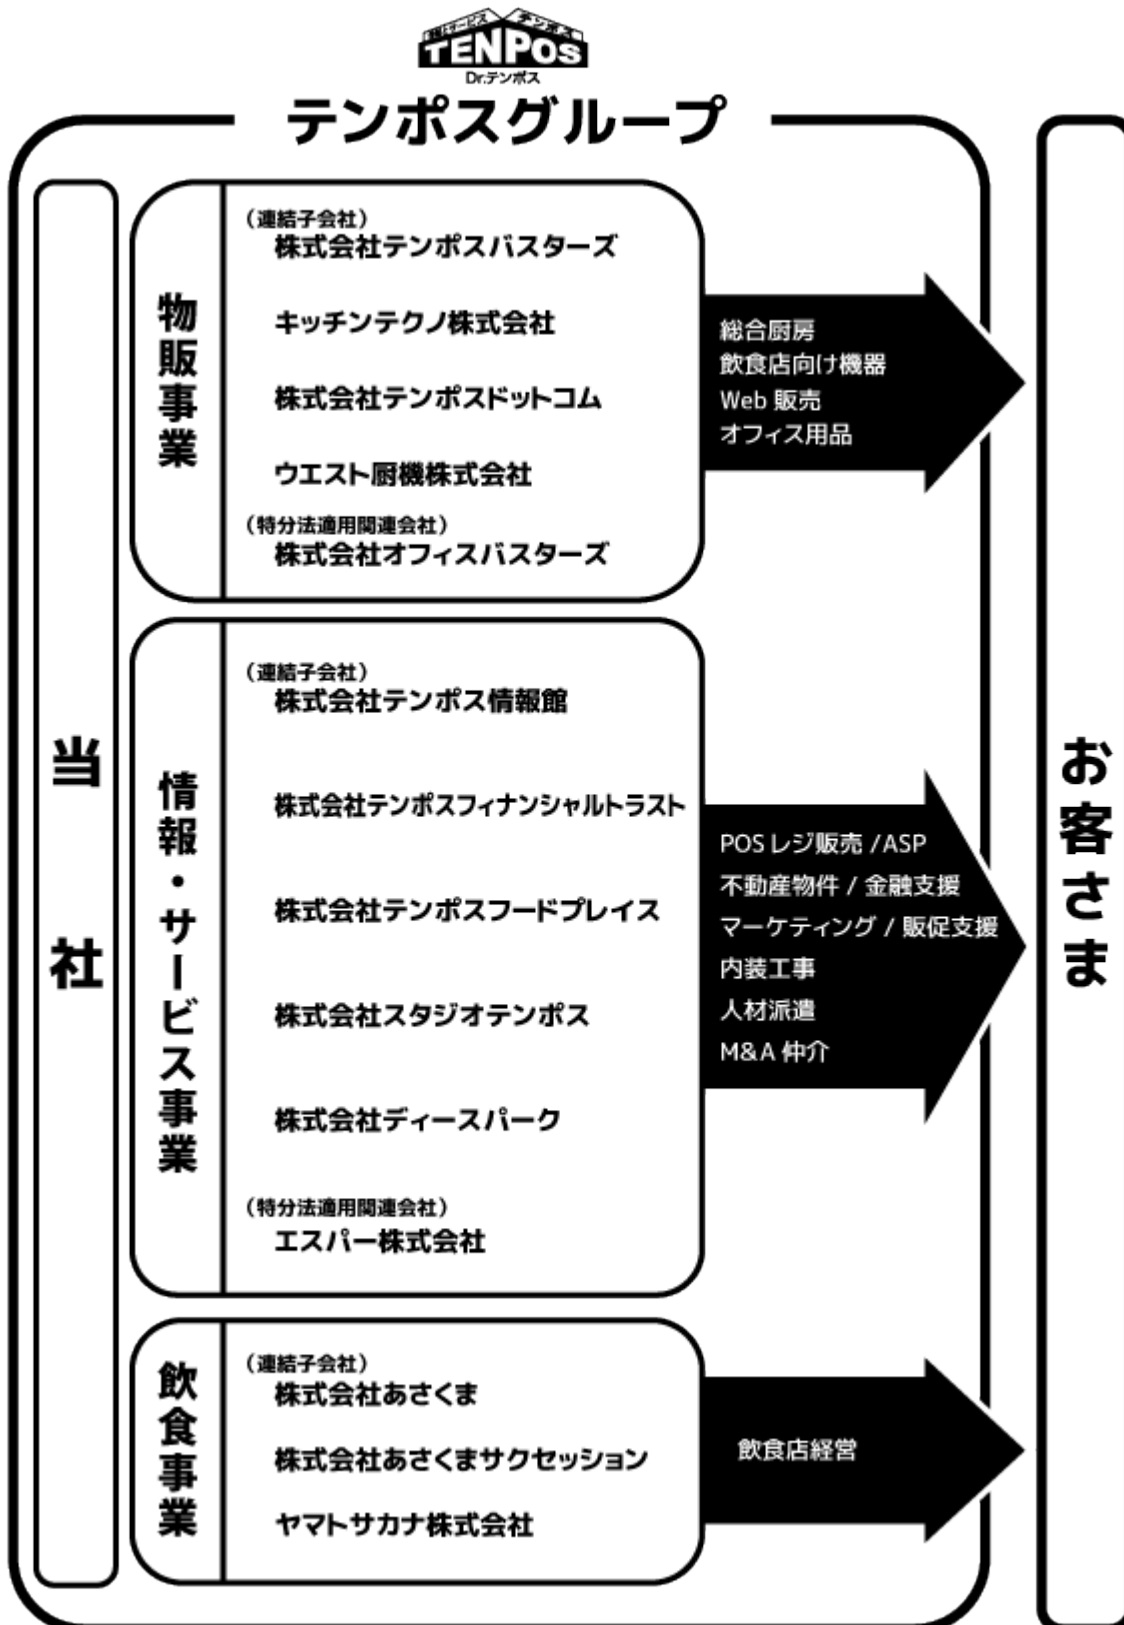 テンポス
TENPOS
Dr.テンポス
テンポスグループ
当社
物販事業
（連結子会社）
株式会社テンポスバスターズ
キッチンテクノ株式会社
株式会社テンポスドットコム
ウエスト厨機株式会社
（特分法適用関連会社）
株式会社オフィスバスターズ
総合厨房
飲食店向け機器
Web 販売
オフィス用品
情報・サービス事業
（連結子会社）
株式会社テンポス情報館
株式会社テンポスフィナンシャルトラスト
株式会社テンポスフードプレイス
株式会社スタジオテンポス
株式会社ディースパーク
（特分法適用関連会社）
エスパー株式会社
POSレジ販売 /ASP
不動産物件 / 金融支援
マーケティング / 販促支援
内装工事
人材派遣
M&A 仲介
飲食事業
（連結子会社）
株式会社あさくま
株式会社あさくまサクセッション
ヤマトサカナ株式会社
飲食店経営
お客さま